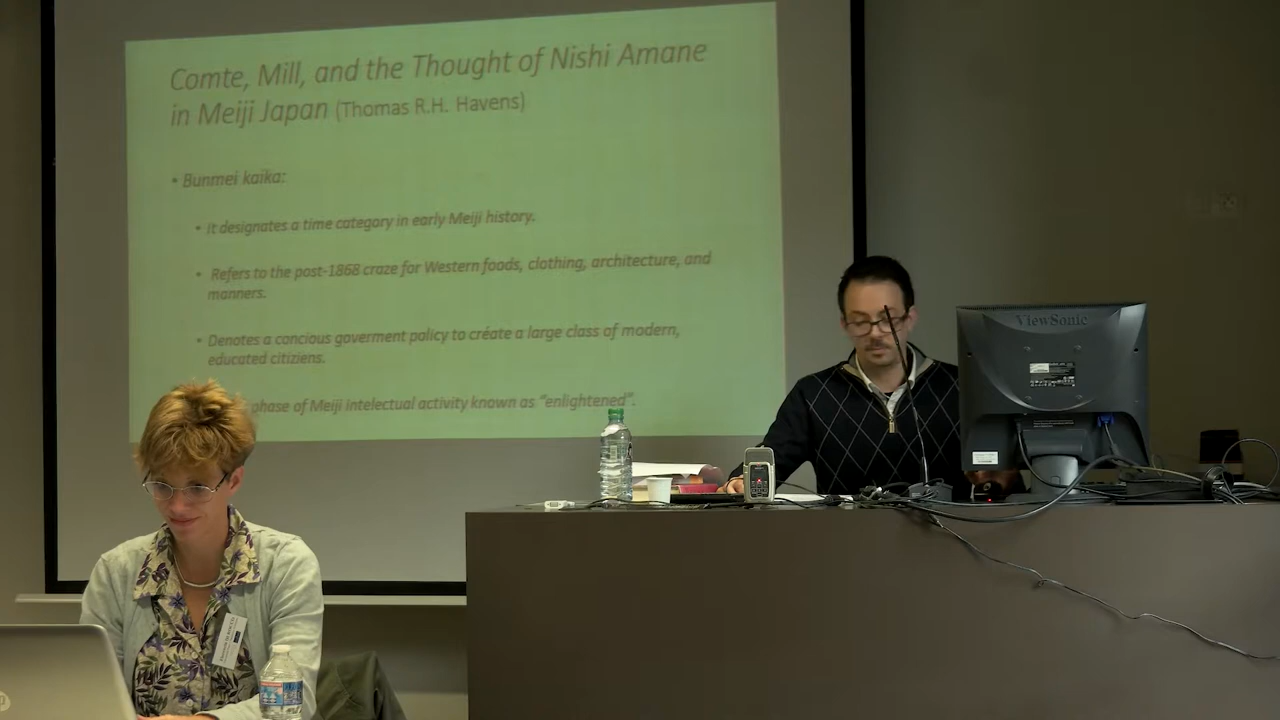 Comte, Mill, and the Thought of Nishi Amane
in Meiji Japan (Thomas R.H. Havens)
• Bunmei kaika:
• it designates a time category in early Meiji history.
• Refers to the post-1868 craze for Western foods, clothing, architecture, and
manners.
• Denotes a concious goverment policy to créate a large class of modern,
educated citiziens.
phase of Meiji intelectual activity known as "enlightened".
ViewSonic